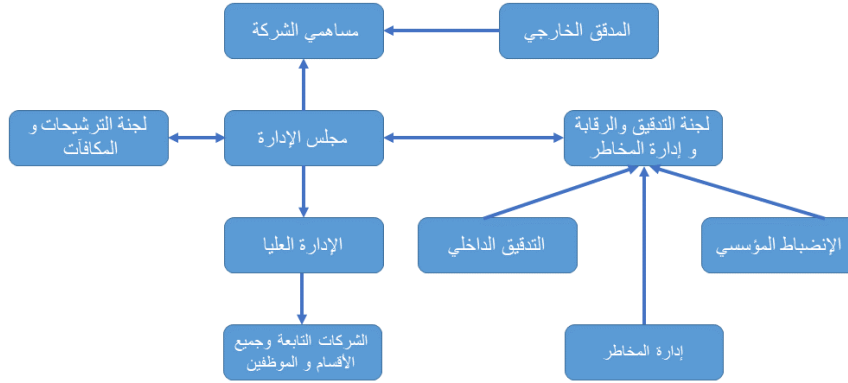 المدقق الخارجي
مساهمي الشركة
لجنة التدقيق والرقابة
و إدارة المخاطر
مجلس الإدارة
لجنة الترشيحات و
المكافآت
الإنضباط المؤسسي
التدقيق الداخلي
الإدارة العليا
إدارة المخاطر
الشركات التابعة وجميع
الأقسام و الموظفين